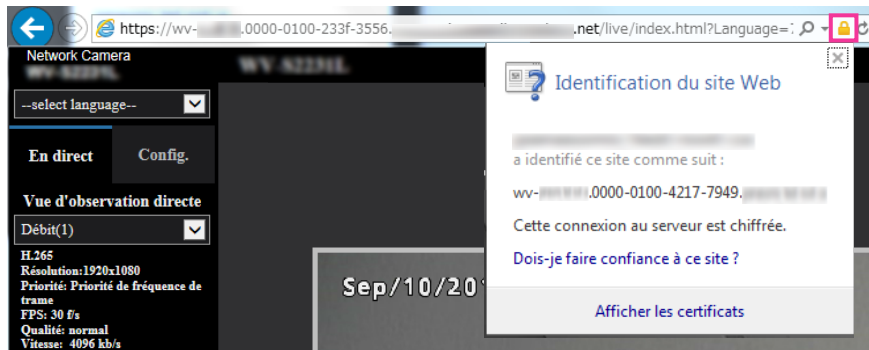 https://wv-.0000-0100-233f-3556..net/live/index.html?Language=
Network Camera
WV-S2231L
WV-S2231L
--select language--
En direct
Config.
Vue d'observation directe
Débit(1)
H.265
Résolution:1920x1080
Priorité: Priorité de fréquence de
trame
FPS: 30 f/s
Qualité: normal
Vitesse: 4096 kb/s
Sep/10/20
Identification du site Web
a identifié ce site comme suit :
wv-.0000-0100-4217-7949.
Cette connexion au serveur est chiffrée.
Dois-je faire confiance à ce site ?
Afficher les certificats